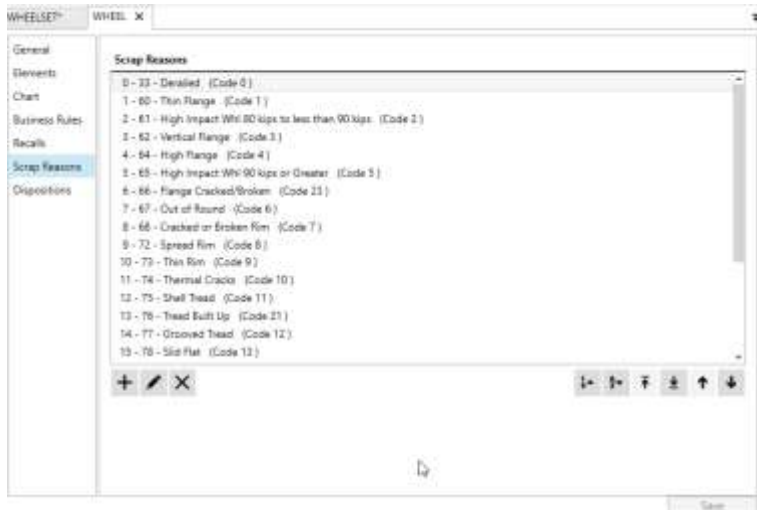 WHEELSET*
WHEEL
General
Elements
Chart
Business Rules
Recalls
Scrap Reasons
Dispositions
Scrap Reasons
0 - 33 - Derailed (Code 0)
1 - 60 - Thin Flange (Code 1)
2 - 61 - High Impact Whl 80 kips to less than 90 kips (Code 2)
3 - 62 - Vertical Flange (Code 3)
4 - 64 - High Flange (Code 4)
5 - 65 - High Impact Whl 90 kips or Greater (Code 5)
6 - 66 - Flange Cracked/Broken (Code 23)
7 - 67 - Out of Round (Code 6)
8 - 68 - Cracked or Broken Rim (Code 7)
9 - 72 - Spread Rim (Code 8)
10 - 73 - Thin Rim (Code 9)
11 - 74 - Thermal Cracks (Code 10)
12 - 75 - Shell Tread (Code 11)
13 - 76 - Tread Built Up (Code 21)
14 - 77 - Grooved Tread (Code 12)
15 - 78 - Slid Flat (Code 13)
Save